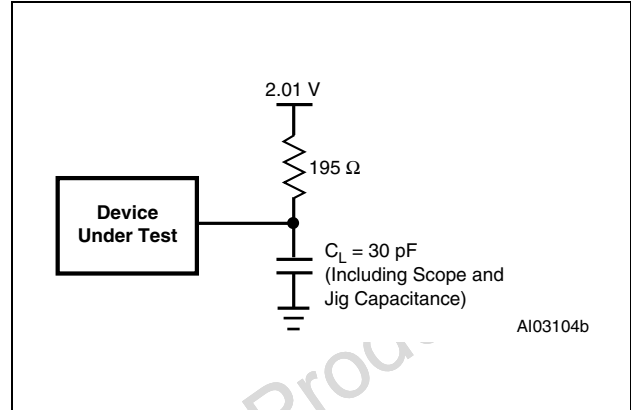 2.01 V
195 Ω
Device
Under Test
C_L = 30 pF
(Including Scope and
Jig Capacitance)
AI03104b